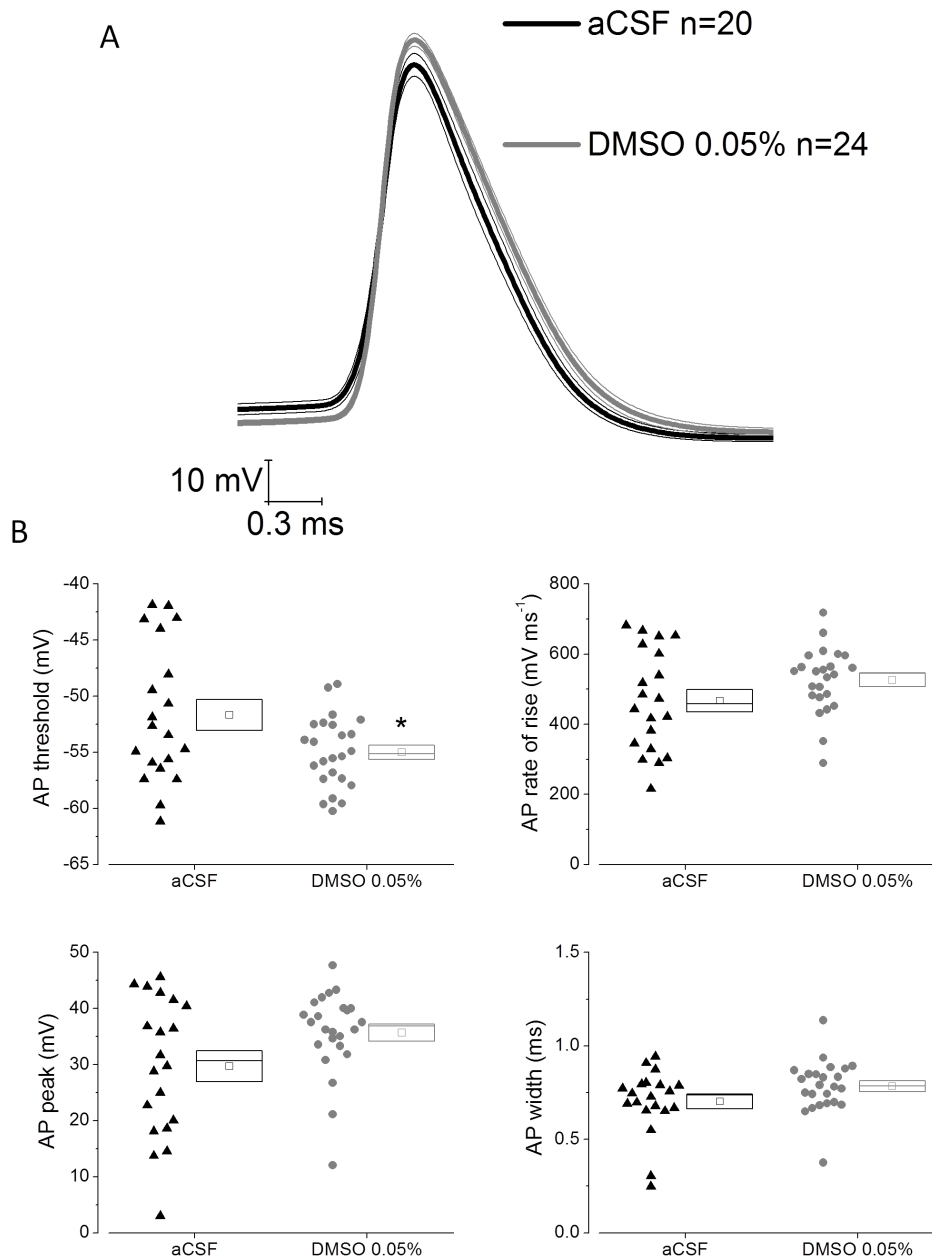 A
aCSF n=20
DMSO 0.05% n=24
10 mV
0.3 ms
B
-40
-45
-50
-55
-60
-65
AP threshold (mV)
*
aCSF
DMSO 0.05%
800
600
400
200
0
AP rate of rise (mV ms⁻¹)
aCSF
DMSO 0.05%
50
40
30
20
10
0
AP peak (mV)
aCSF
DMSO 0.05%
1.5
1.0
0.5
0.0
AP width (ms)
aCSF
DMSO 0.05%